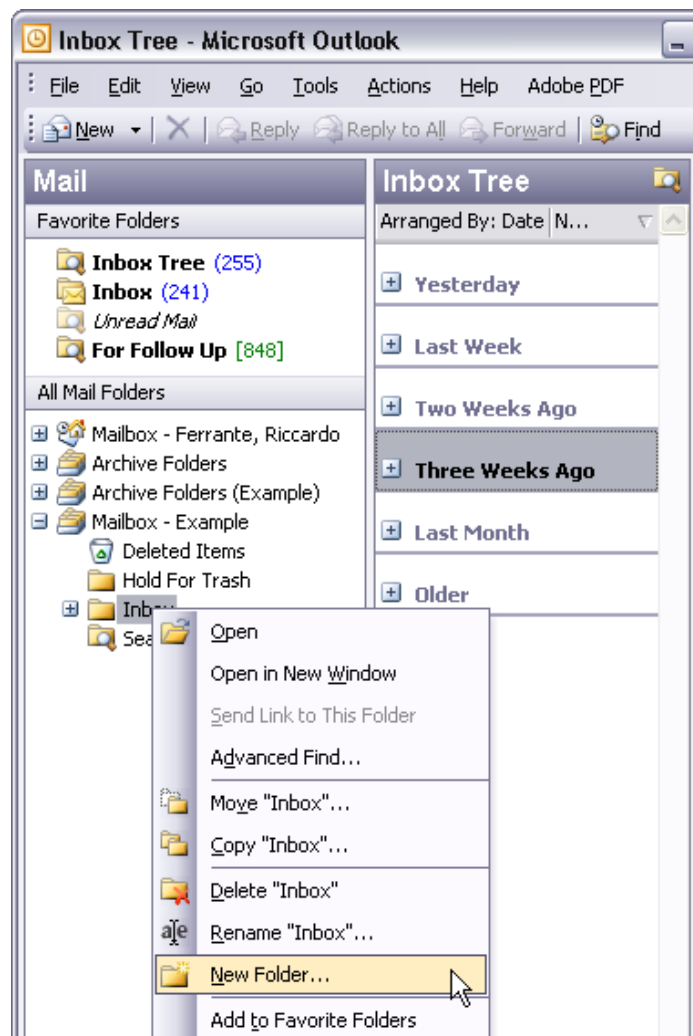 Inbox Tree - Microsoft Outlook
File Edit View Go Tools Actions Help Adobe PDF
New Reply Reply to All Forward Find
Mail
Favorite Folders
Inbox Tree (255)
Inbox (241)
Unread Mail
For Follow Up [848]
All Mail Folders
Mailbox - Ferrante, Riccardo
Archive Folders
Archive Folders (Example)
Mailbox - Example
Deleted Items
Hold For Trash
Inbox
Sea
Inbox Tree
Arranged By: Date N...
Yesterday
Last Week
Two Weeks Ago
Three Weeks Ago
Last Month
Older
Open
Open in New Window
Send Link to This Folder
Advanced Find...
Move "Inbox"...
Copy "Inbox"...
Delete "Inbox"
Rename "Inbox"...
New Folder...
Add to Favorite Folders